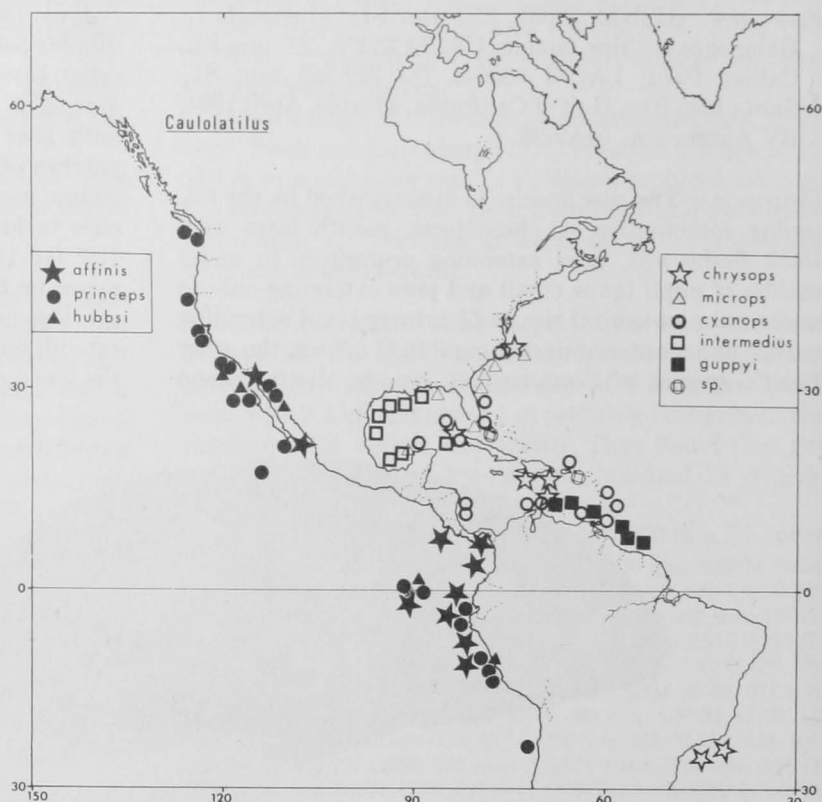 60
60
Caulolatilus
affinis
princeps
hubbsi
chrysops
microps
cyanops
intermedius
guppyi
sp.
30
30
0
0
30
150
120
90
60
30